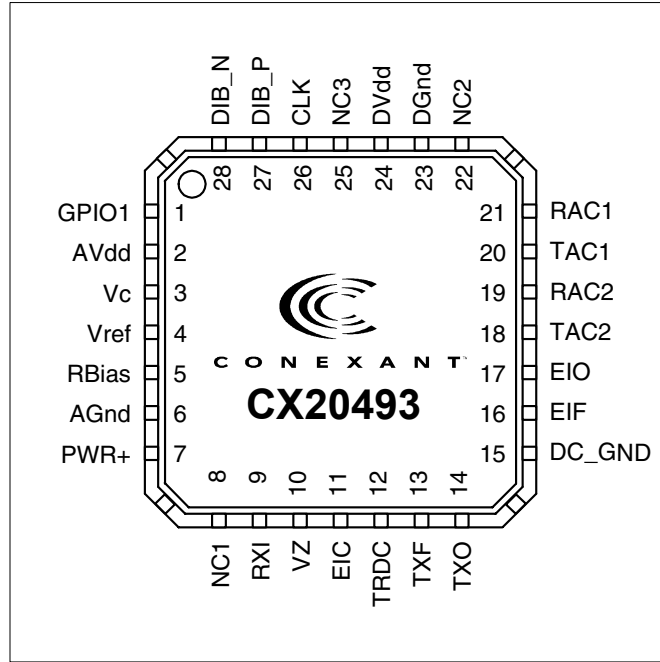 DIB_N
DIB_P
CLK
NC3
DVdd
DGnd
NC2
28
27
26
25
24
23
22
GPIO1 1
AVdd 2
Vc 3
Vref 4
RBias 5
AGnd 6
PWR+ 7
21 RAC1
20 TAC1
19 RAC2
18 TAC2
17 EIO
16 EIF
15 DC_GND
CONEXANT™
CX20493
8
9
10
11
12
13
14
NC1
RXI
VZ
EIC
TRDC
TXF
TXO